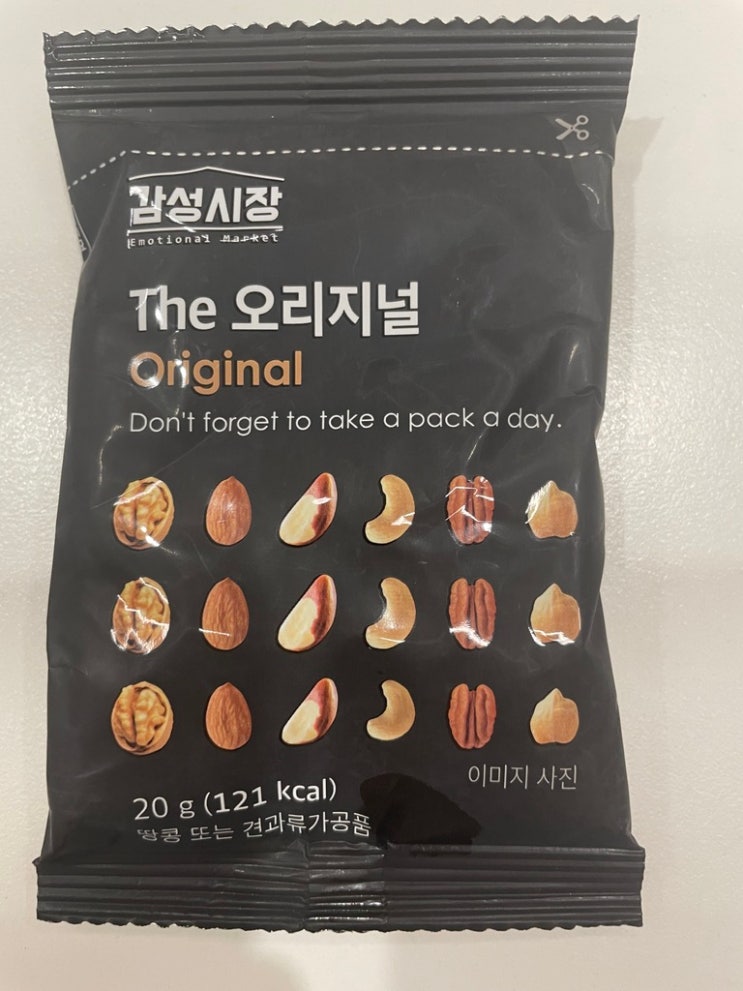 감성시장
Emotional Market
The 오리지널
Original
Don't forget to take a pack a day.
이미지 사진
20 g (121 kcal)
땅콩 또는 견과류가공품